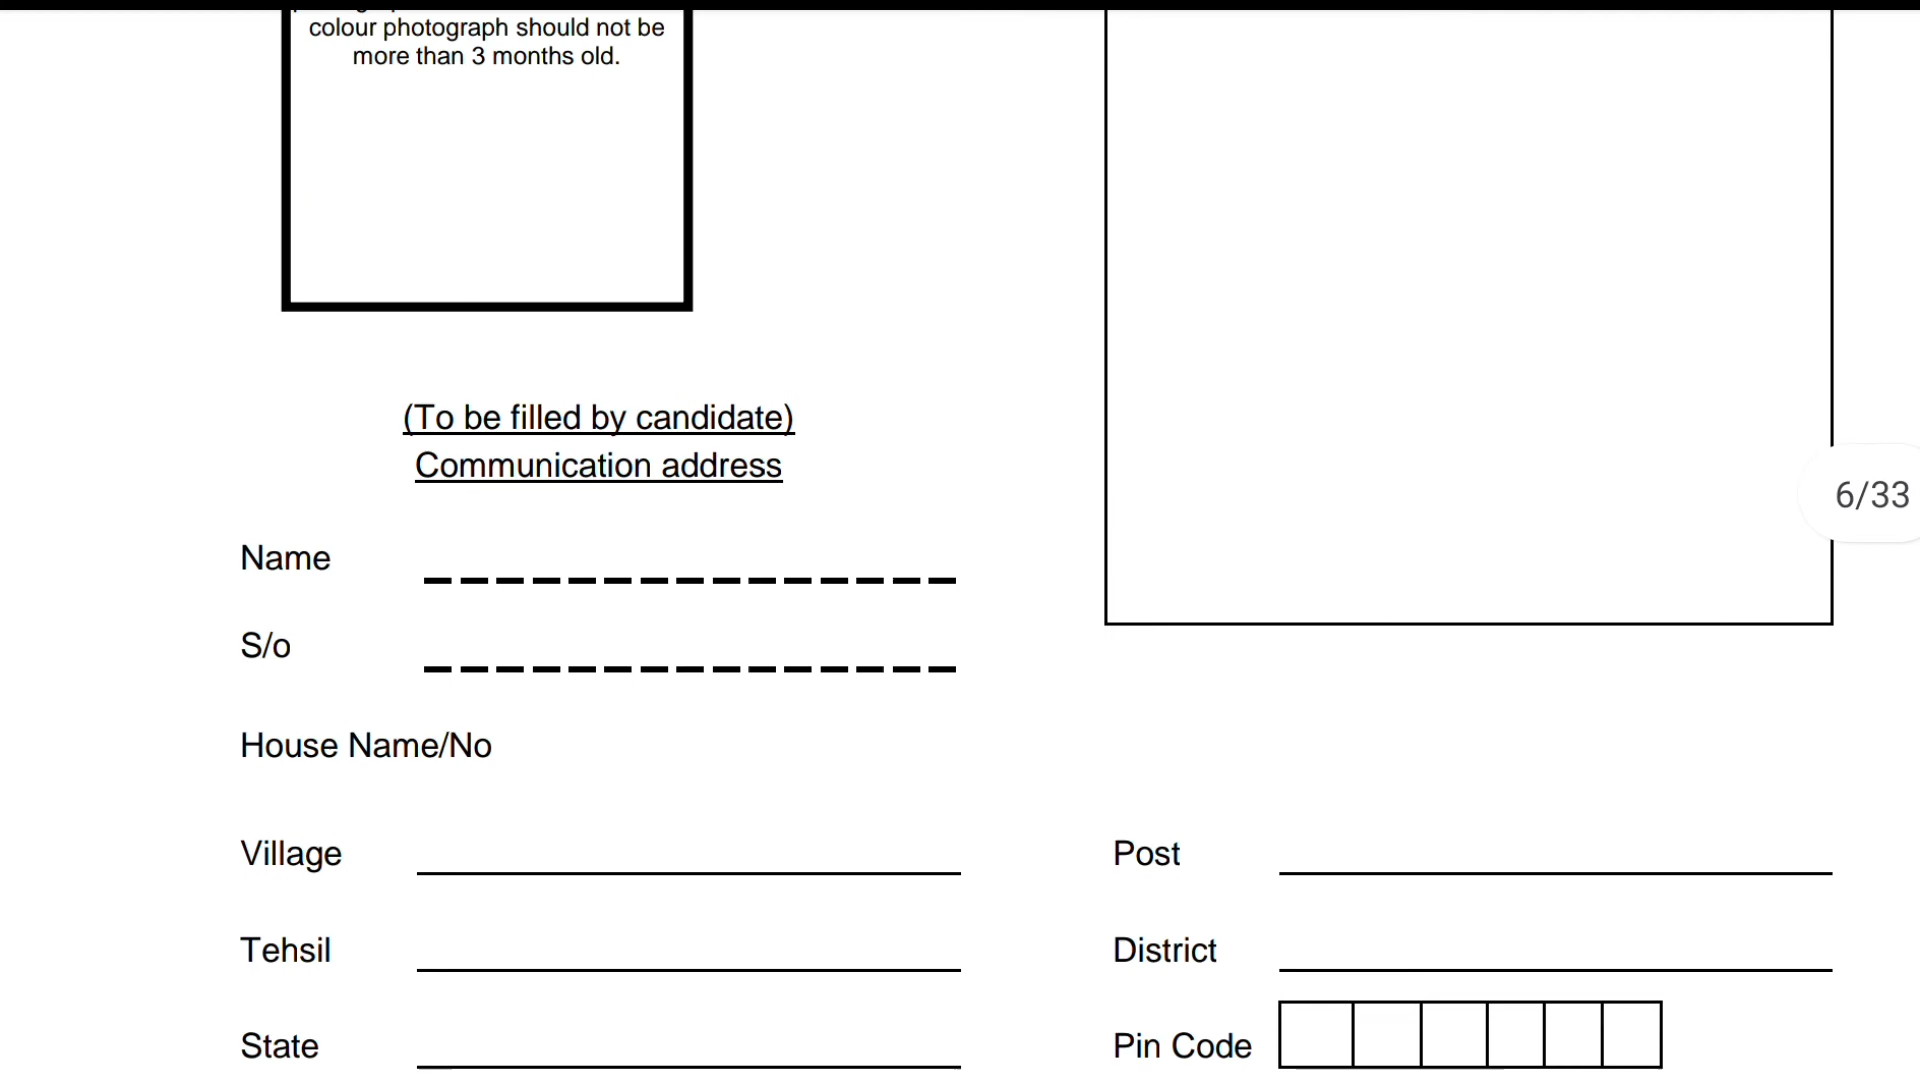 colour photograph should not be
more than 3 months old.
(To be filled by candidate)
Communication address
6/33
Name
S/o
House Name/No
Village
Post
Tehsil
District
State
Pin Code